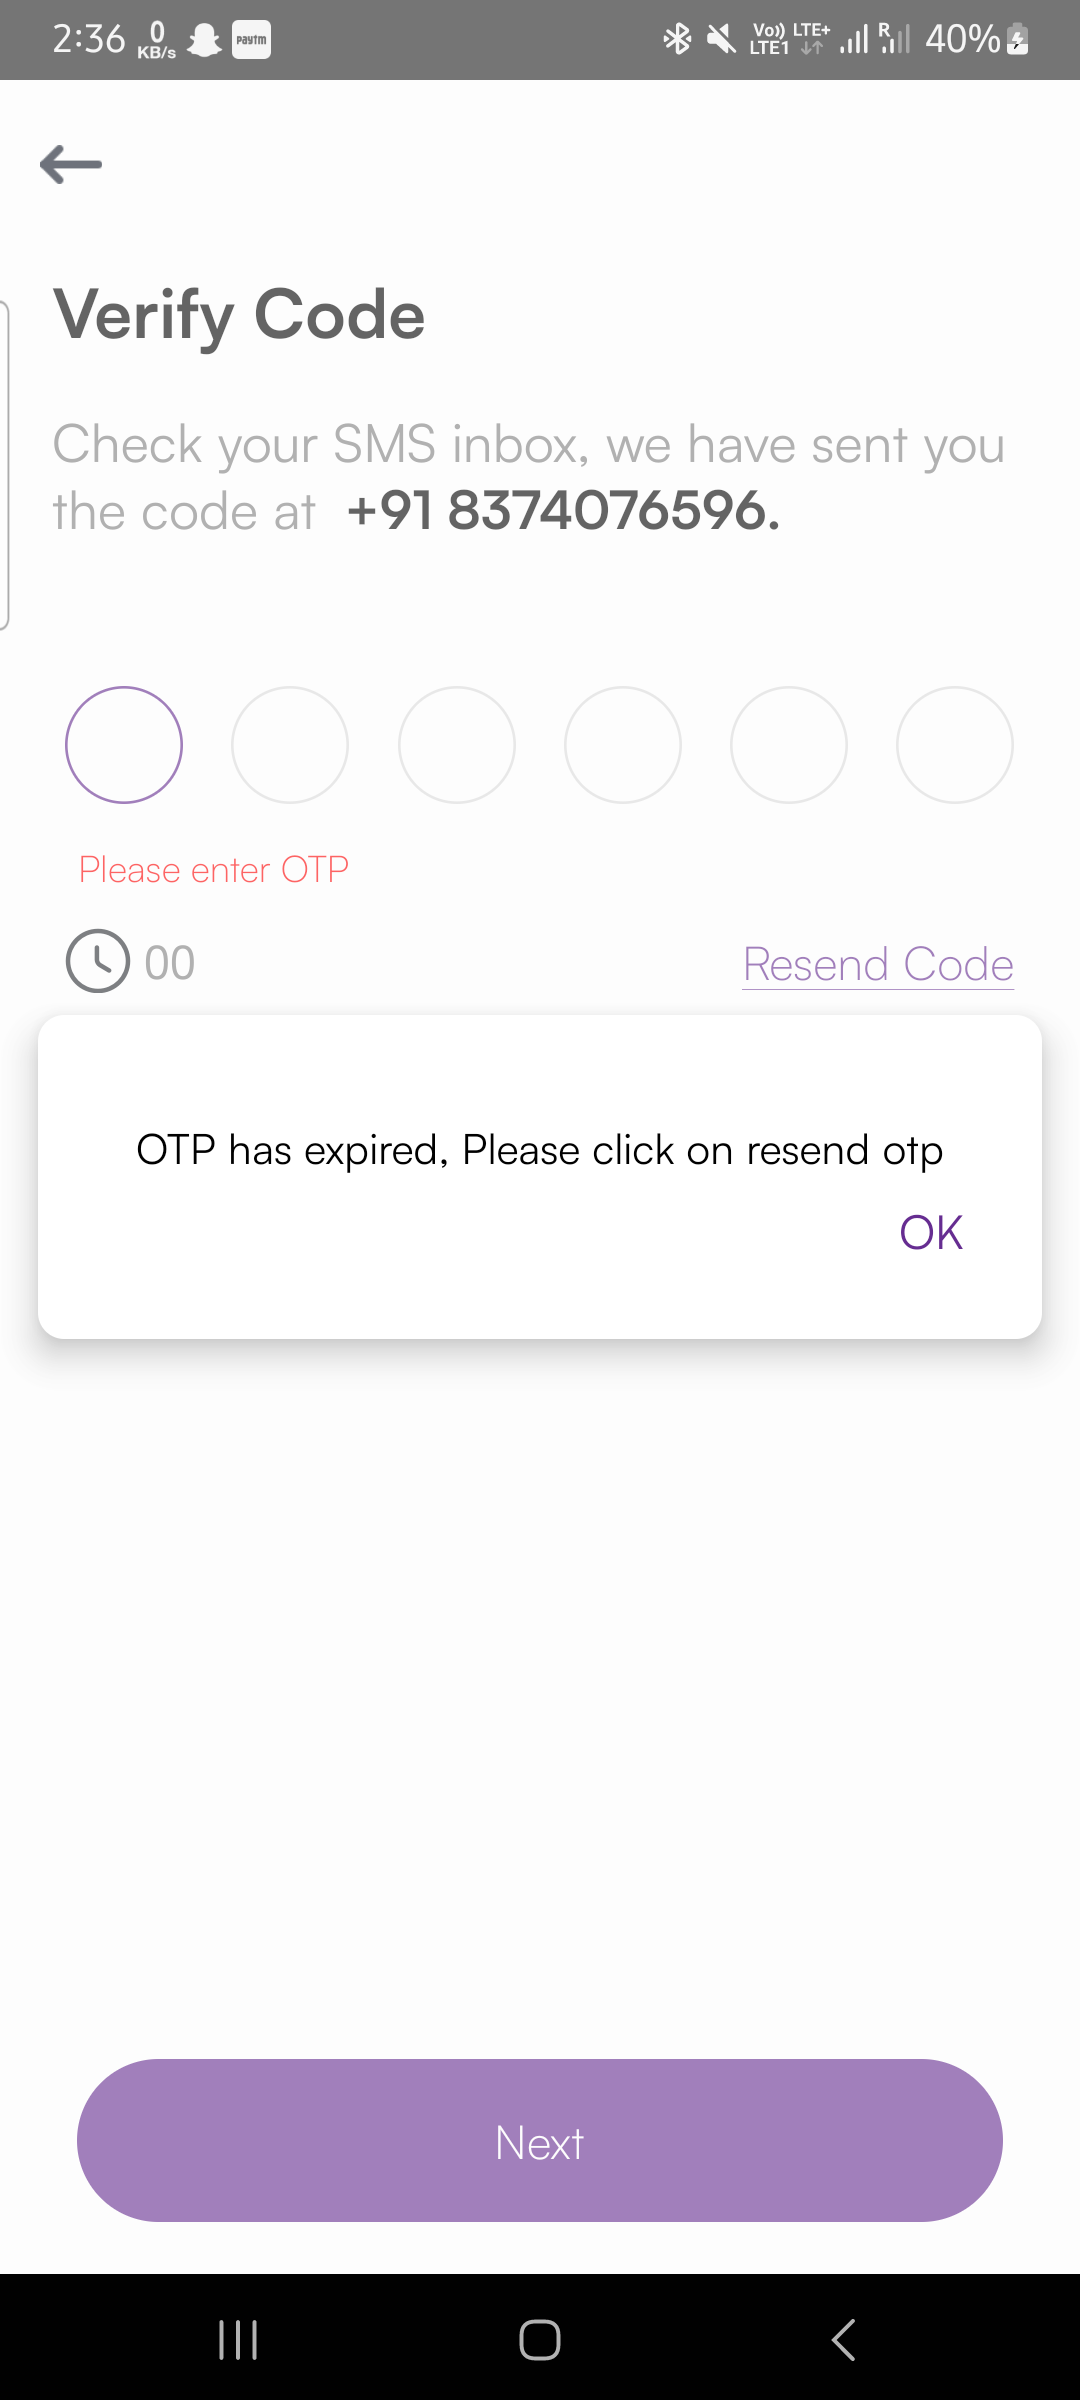 2:36 0 KB/s Paytm Vo)) LTE1 LTE+ R 40%
Verify Code
Check your SMS inbox, we have sent you
the code at +91 8374076596.
Please enter OTP
00 Resend Code
OTP has expired, Please click on resend otp
OK
Next